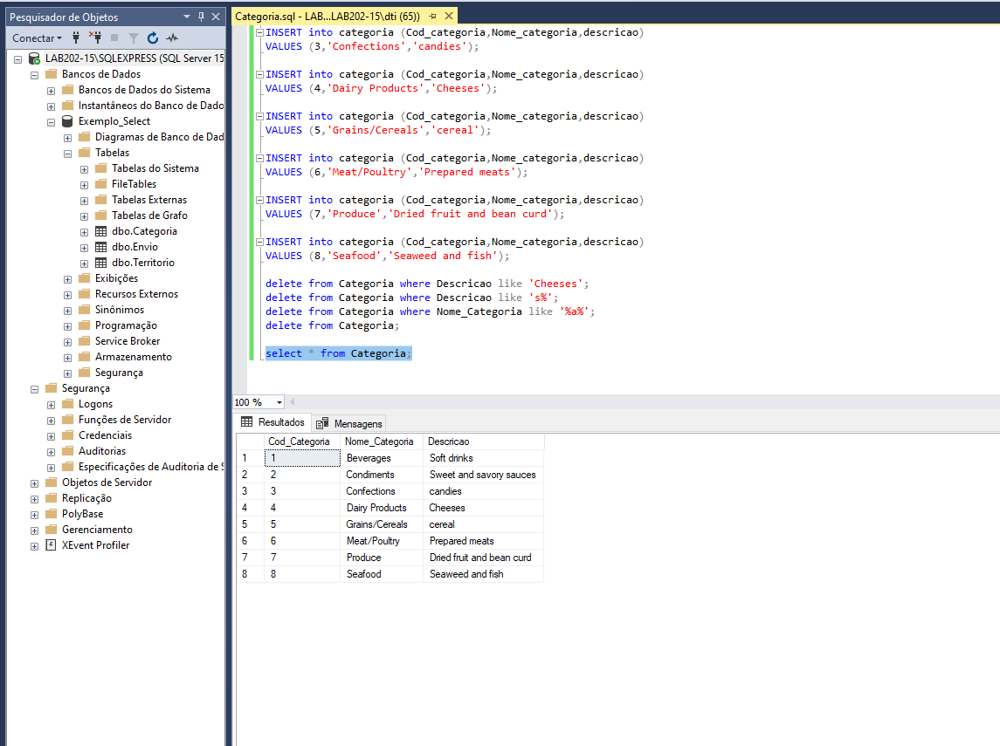 Pesquisador de Objetos
Conectar
LAB202-15\SQLEXPRESS (SQL Server 15
Bancos de Dados
Bancos de Dados do Sistema
Instantâneos do Banco de Dado
Exemplo_Select
Diagramas de Banco de Dad
Tabelas
Tabelas do Sistema
FileTables
Tabelas Externas
Tabelas de Grafo
dbo.Categoria
dbo.Envio
dbo.Territorio
Exibições
Recursos Externos
Sinônimos
Programação
Service Broker
Armazenamento
Segurança
Segurança
Logons
Funções de Servidor
Credenciais
Auditorias
Especificações de Auditoria de S
Objetos de Servidor
Replicação
PolyBase
Gerenciamento
XEvent Profiler
Categoria.sql - LAB...LAB202-15\dti (65))
INSERT into categoria (Cod_categoria,Nome_categoria,descricao)
VALUES (3,'Confections','candies');
INSERT into categoria (Cod_categoria,Nome_categoria,descricao)
VALUES (4,'Dairy Products','Cheeses');
INSERT into categoria (Cod_categoria,Nome_categoria,descricao)
VALUES (5,'Grains/Cereals','cereal');
INSERT into categoria (Cod_categoria,Nome_categoria,descricao)
VALUES (6,'Meat/Poultry','Prepared meats');
INSERT into categoria (Cod_categoria,Nome_categoria,descricao)
VALUES (7,'Produce','Dried fruit and bean curd');
INSERT into categoria (Cod_categoria,Nome_categoria,descricao)
VALUES (8,'Seafood','Seaweed and fish');
delete from Categoria where Descricao like 'Cheeses';
delete from Categoria where Descricao like 's%';
delete from Categoria where Nome_Categoria like '%a%';
delete from Categoria;
select * from Categoria;
100 %
Resultados Mensagens
Cod_Categoria Nome_Categoria Descricao
1 1 Beverages Soft drinks
2 2 Condiments Sweet and savory sauces
3 3 Confections candies
4 4 Dairy Products Cheeses
5 5 Grains/Cereals cereal
6 6 Meat/Poultry Prepared meats
7 7 Produce Dried fruit and bean curd
8 8 Seafood Seaweed and fish